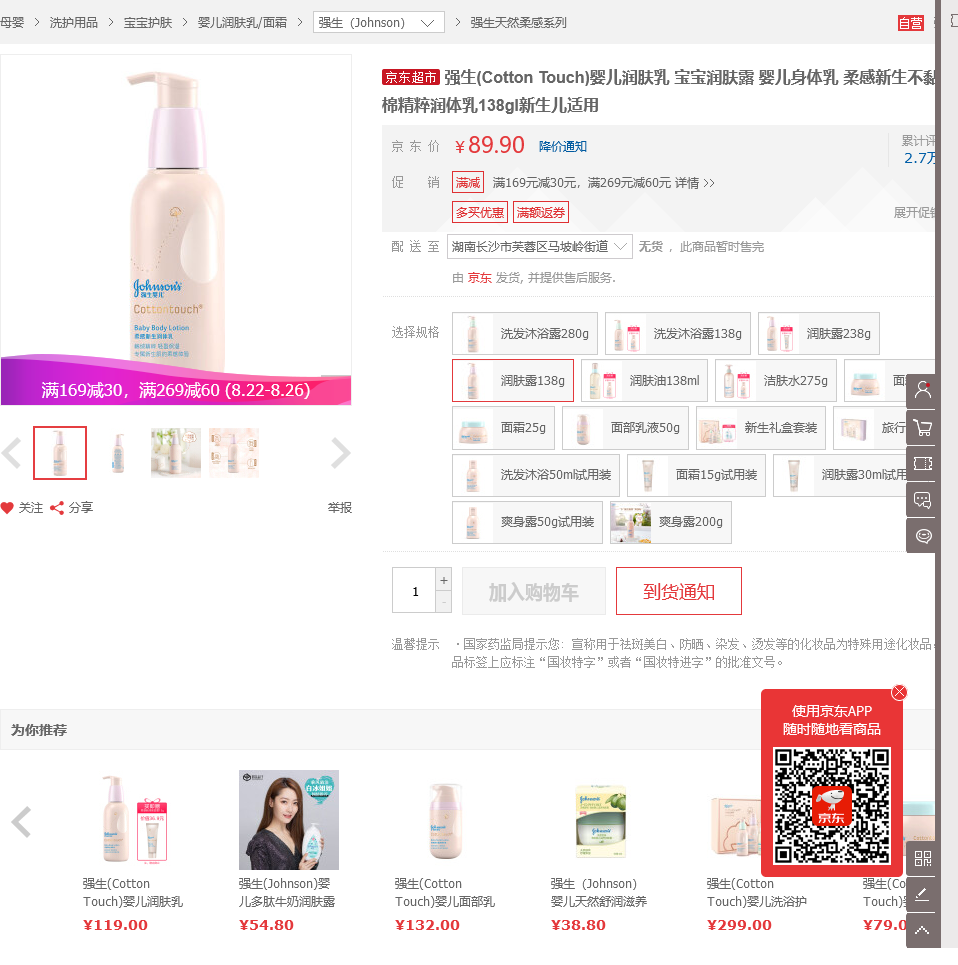 母婴 > 洗护用品 > 宝宝护肤 > 婴儿润肤乳/面霜 > 强生（Johnson） > 强生天然柔感系列
自营
京东超市 强生(Cotton Touch)婴儿润肤乳 宝宝润肤露 婴儿身体乳 柔感新生不黏
棉精粹润体乳138gl新生儿适用
京东价 ￥89.90 降价通知
累计评
2.7万
促销 满减 满169元减30元，满269元减60元 详情 >>
多买优惠 满额返券
展开促销
配送至 湖南长沙市芙蓉区马坡岭街道 无货 ，此商品暂时售完
由 京东 发货, 并提供售后服务.
选择规格 洗发沐浴露280g 洗发沐浴露138g 润肤露238g
润肤露138g 润肤油138ml 洁肤水275g
面霜25g 面部乳液50g 新生礼盒套装 旅行
洗发沐浴50ml试用装 面霜15g试用装 润肤露30ml试用
爽身露50g试用装 爽身露200g
Johnson's
强生婴儿
Cottontouch®
Baby Body Lotion
柔感新生润体乳
满169减30，满269减60 (8.22-8.26)
关注 分享 举报
1 + -
加入购物车 到货通知
温馨提示 ·国家药监局提示您：宣称用于祛斑美白、防晒、染发、烫发等的化妆品为特殊用途化妆品，
品标签上应标注“国妆特字”或者“国妆特进字”的批准文号。
使用京东APP
随时随地看商品
京东
为你推荐
强生(Cotton
Touch)婴儿润肤乳
¥119.00
强生(Johnson)婴
儿多肽牛奶润肤露
¥54.80
强生(Cotton
Touch)婴儿面部乳
¥132.00
强生（Johnson）
婴儿天然舒润滋养
¥38.80
强生(Cotton
Touch)婴儿洗浴护
¥299.00
强生(Co
Touch)
¥79.0